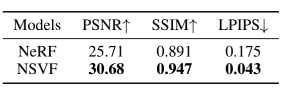 Models PSNR↑ SSIM↑ LPIPS↓
NeRF 25.71 0.891 0.175
NSVF 30.68 0.947 0.043